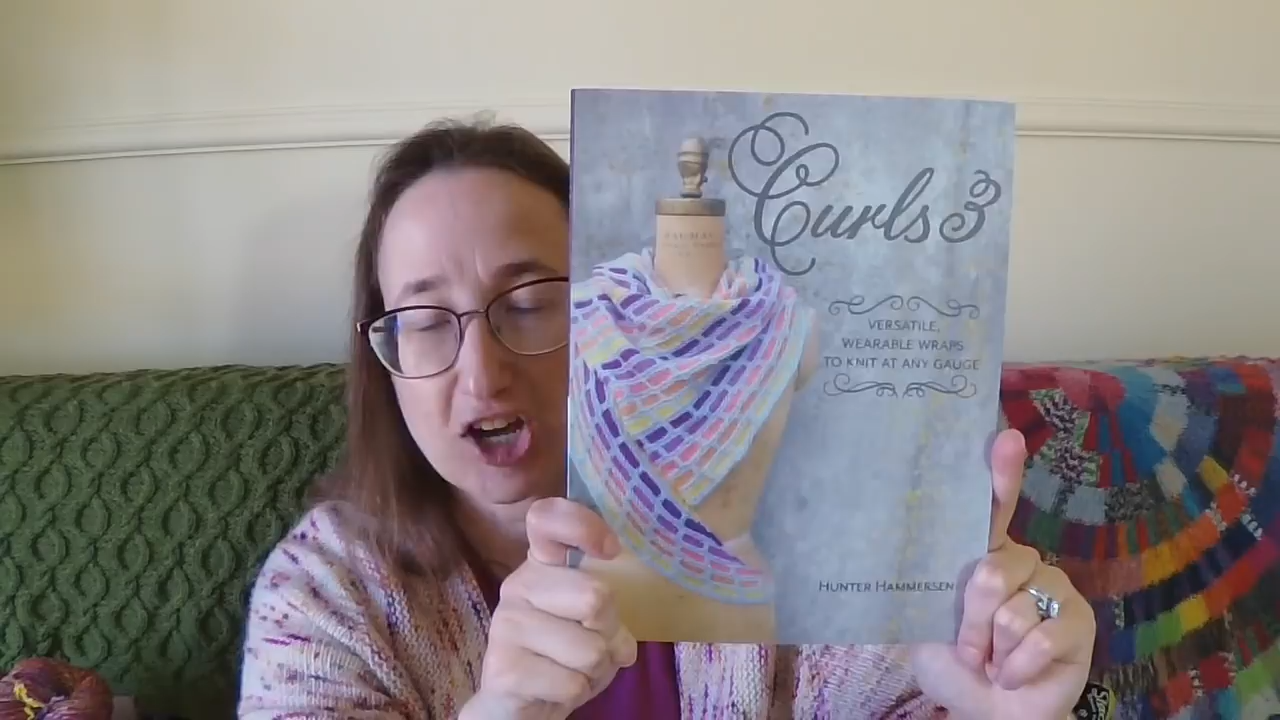 Curls 3
VERSATILE,
WEARABLE WRAPS
TO KNIT AT ANY GAUGE
HUNTER HAMMERSEN